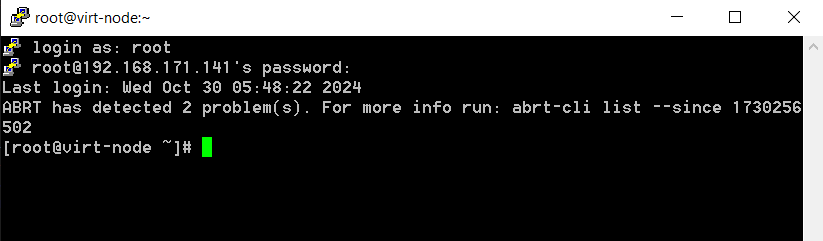 root@virt-node:~
login as: root
root@192.168.171.141's password:
Last login: Wed Oct 30 05:48:22 2024
ABRT has detected 2 problem(s). For more info run: abrt-cli list --since 1730256
502
[root@virt-node ~]#